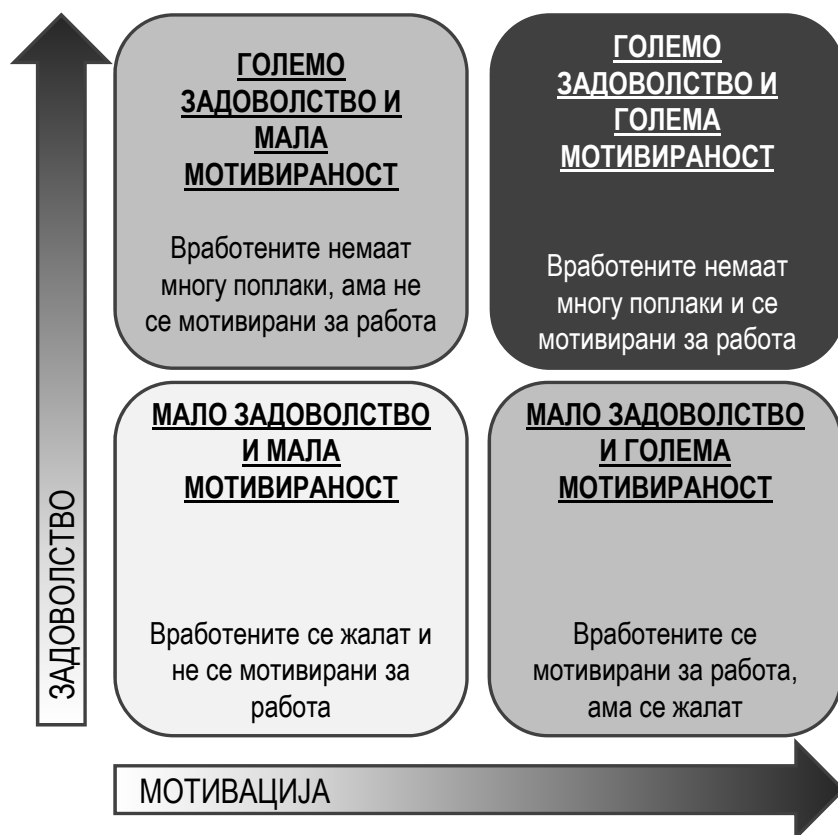 ГОЛЕМО
ЗАДОВОЛСТВО И
МАЛА
МОТИВИРАНОСТ
Вработените немаат
многу поплаки, ама не
се мотивирани за работа
ГОЛЕМО
ЗАДОВОЛСТВО И
ГОЛЕМА
МОТИВИРАНОСТ
Вработените немаат
многу поплаки и се
мотивирани за работа
МАЛО ЗАДОВОЛСТВО
И МАЛА
МОТИВИРАНОСТ
Вработените се жалат и
не се мотивирани за
работа
МАЛО ЗАДОВОЛСТВО
И ГОЛЕМА
МОТИВИРАНОСТ
Вработените се
мотивирани за работа,
ама се жалат
ЗАДОВОЛСТВО
МОТИВАЦИЈА